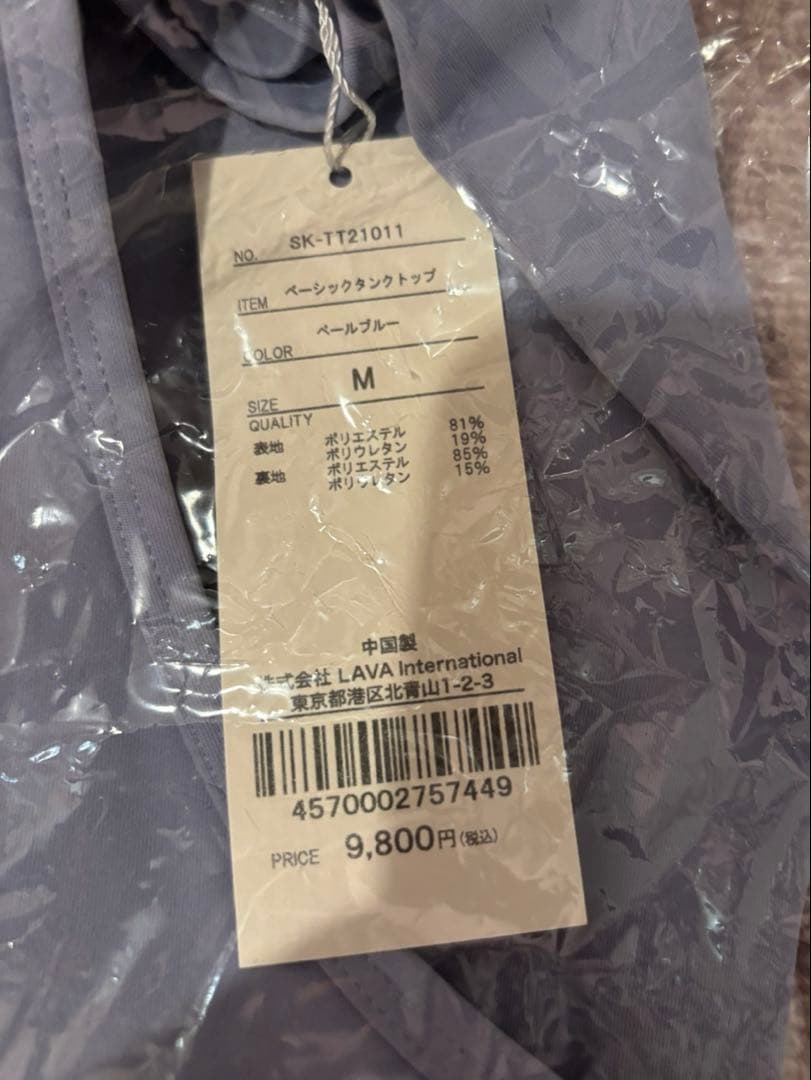 NO. SK-TT21011
ITEM ベーシックタンクトップ
COLOR ペールブルー
SIZE M
QUALITY
表地 ポリエステル 81%
ポリウレタン 19%
裏地 ポリエステル 85%
ポリウレタン 15%
中国製
株式会社 LAVA International
東京都港区北青山1-2-3
4570002757449
PRICE 9,800円(税込)